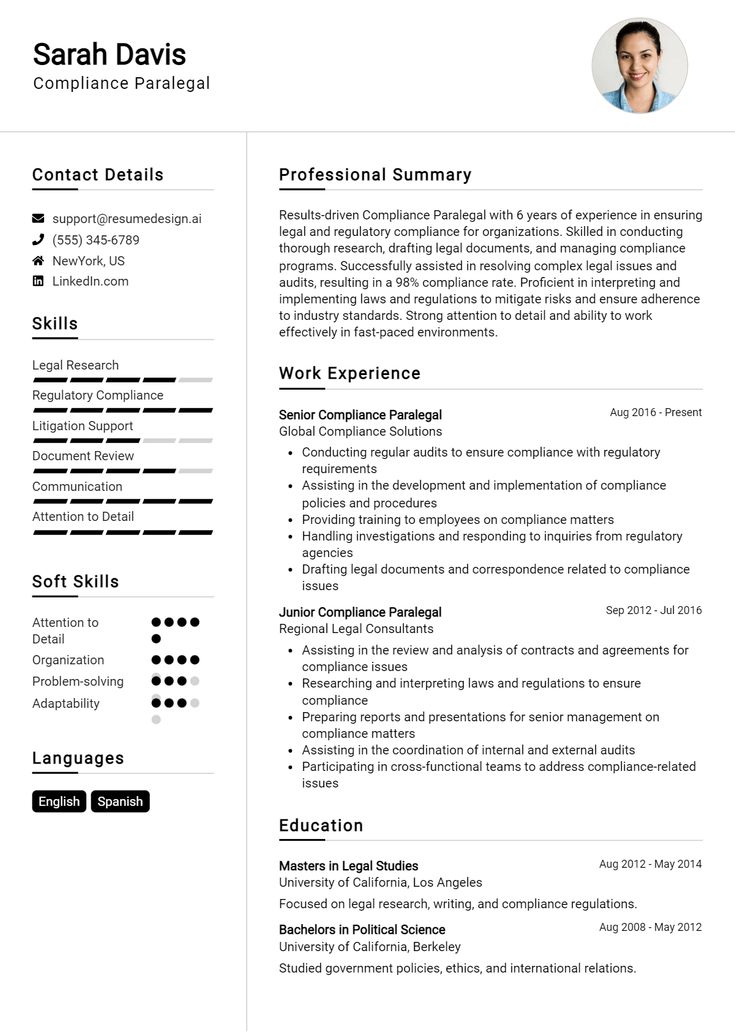 Sarah Davis
Compliance Paralegal
Contact Details
support@resumedesign.ai
(555) 345-6789
NewYork, US
LinkedIn.com
Skills
Legal Research
Regulatory Compliance
Litigation Support
Document Review
Communication
Attention to Detail
Soft Skills
Attention to
Detail
Organization
Problem-solving
Adaptability
Languages
English Spanish
Professional Summary
Results-driven Compliance Paralegal with 6 years of experience in ensuring
legal and regulatory compliance for organizations. Skilled in conducting
thorough research, drafting legal documents, and managing compliance
programs. Successfully assisted in resolving complex legal issues and
audits, resulting in a 98% compliance rate. Proficient in interpreting and
implementing laws and regulations to mitigate risks and ensure adherence
to industry standards. Strong attention to detail and ability to work
effectively in fast-paced environments.
Work Experience
Senior Compliance Paralegal Aug 2016 - Present
Global Compliance Solutions
• Conducting regular audits to ensure compliance with regulatory
requirements
• Assisting in the development and implementation of compliance
policies and procedures
• Providing training to employees on compliance matters
• Handling investigations and responding to inquiries from regulatory
agencies
• Drafting legal documents and correspondence related to compliance
issues
Junior Compliance Paralegal Sep 2012 - Jul 2016
Regional Legal Consultants
• Assisting in the review and analysis of contracts and agreements for
compliance issues
• Researching and interpreting laws and regulations to ensure
compliance
• Preparing reports and presentations for senior management on
compliance matters
• Assisting in the coordination of internal and external audits
• Participating in cross-functional teams to address compliance-related
issues
Education
Masters in Legal Studies Aug 2012 - May 2014
University of California, Los Angeles
Focused on legal research, writing, and compliance regulations.
Bachelors in Political Science Aug 2008 - May 2012
University of California, Berkeley
Studied government policies, ethics, and international relations.